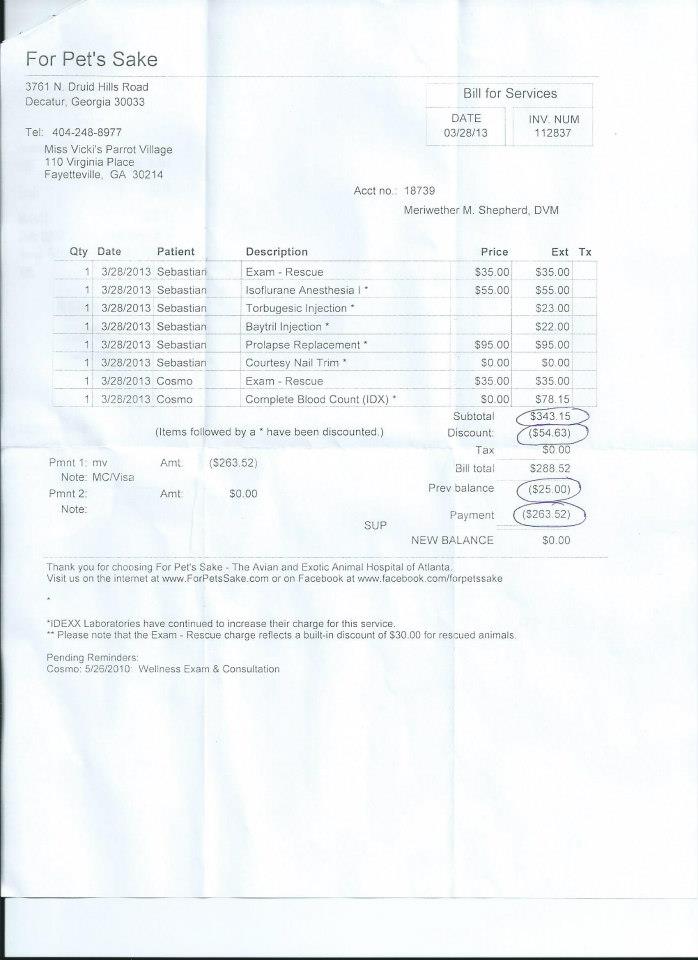 For Pet's Sake
3761 N. Druid Hills Road
Decatur, Georgia 30033
Bill for Services
DATE
03/28/13
INV. NUM
112837
Tel: 404-248-8977
Miss Vicki's Parrot Village
110 Virginia Place
Fayetteville, GA 30214
Acct no.: 18739
Meriwether M. Shepherd, DVM
Qty Date Patient Description Price Ext Tx
1 3/28/2013 Sebastian Exam - Rescue $35.00 $35.00
1 3/28/2013 Sebastian Isoflurane Anesthesia I * $55.00 $55.00
1 3/28/2013 Sebastian Torbugesic Injection * $23.00
1 3/28/2013 Sebastian Baytril Injection * $22.00
1 3/28/2013 Sebastian Prolapse Replacement * $95.00 $95.00
1 3/28/2013 Sebastian Courtesy Nail Trim * $0.00 $0.00
1 3/28/2013 Cosmo Exam - Rescue $35.00 $35.00
1 3/28/2013 Cosmo Complete Blood Count (IDX) * $0.00 $78.15
Subtotal $343.15
(Items followed by a * have been discounted.) Discount: ($54.63)
Tax $0.00
Pmnt 1: mv Amt: ($263.52)
Bill total $288.52
Note: MC/Visa
Prev balance ($25.00)
Pmnt 2: Amt: $0.00
Note:
Payment ($263.52)
SUP
NEW BALANCE $0.00
Thank you for choosing For Pet's Sake - The Avian and Exotic Animal Hospital of Atlanta.
Visit us on the internet at www.ForPetsSake.com or on Facebook at www.facebook.com/forpetssake
*
*IDEXX Laboratories have continued to increase their charge for this service.
** Please note that the Exam - Rescue charge reflects a built-in discount of $30.00 for rescued animals.
Pending Reminders:
Cosmo: 5/26/2010: Wellness Exam & Consultation